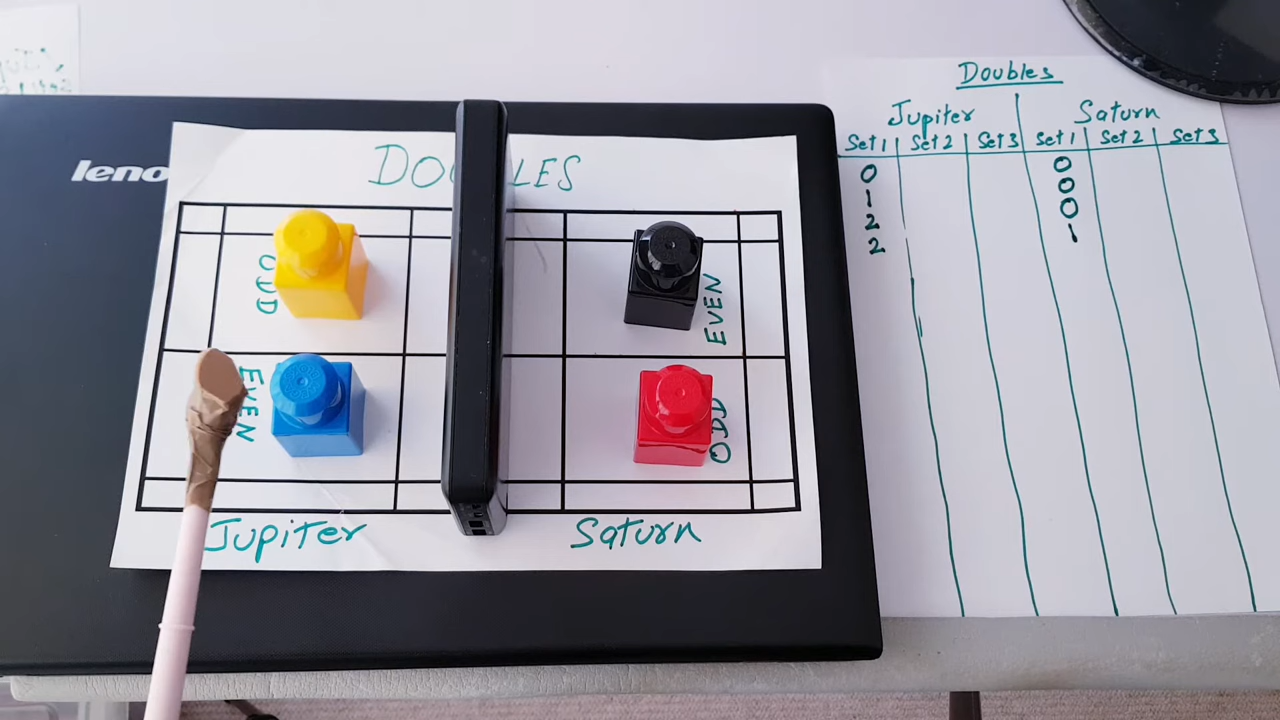 leno
DOU LES
ODD
EVEN
EVEN
ODD
Jupiter
Saturn
Doubles
Jupiter Saturn
Set 1 Set 2 Set 3 Set 1 Set 2 Set 3
0 0
1 0
2 0
2 1